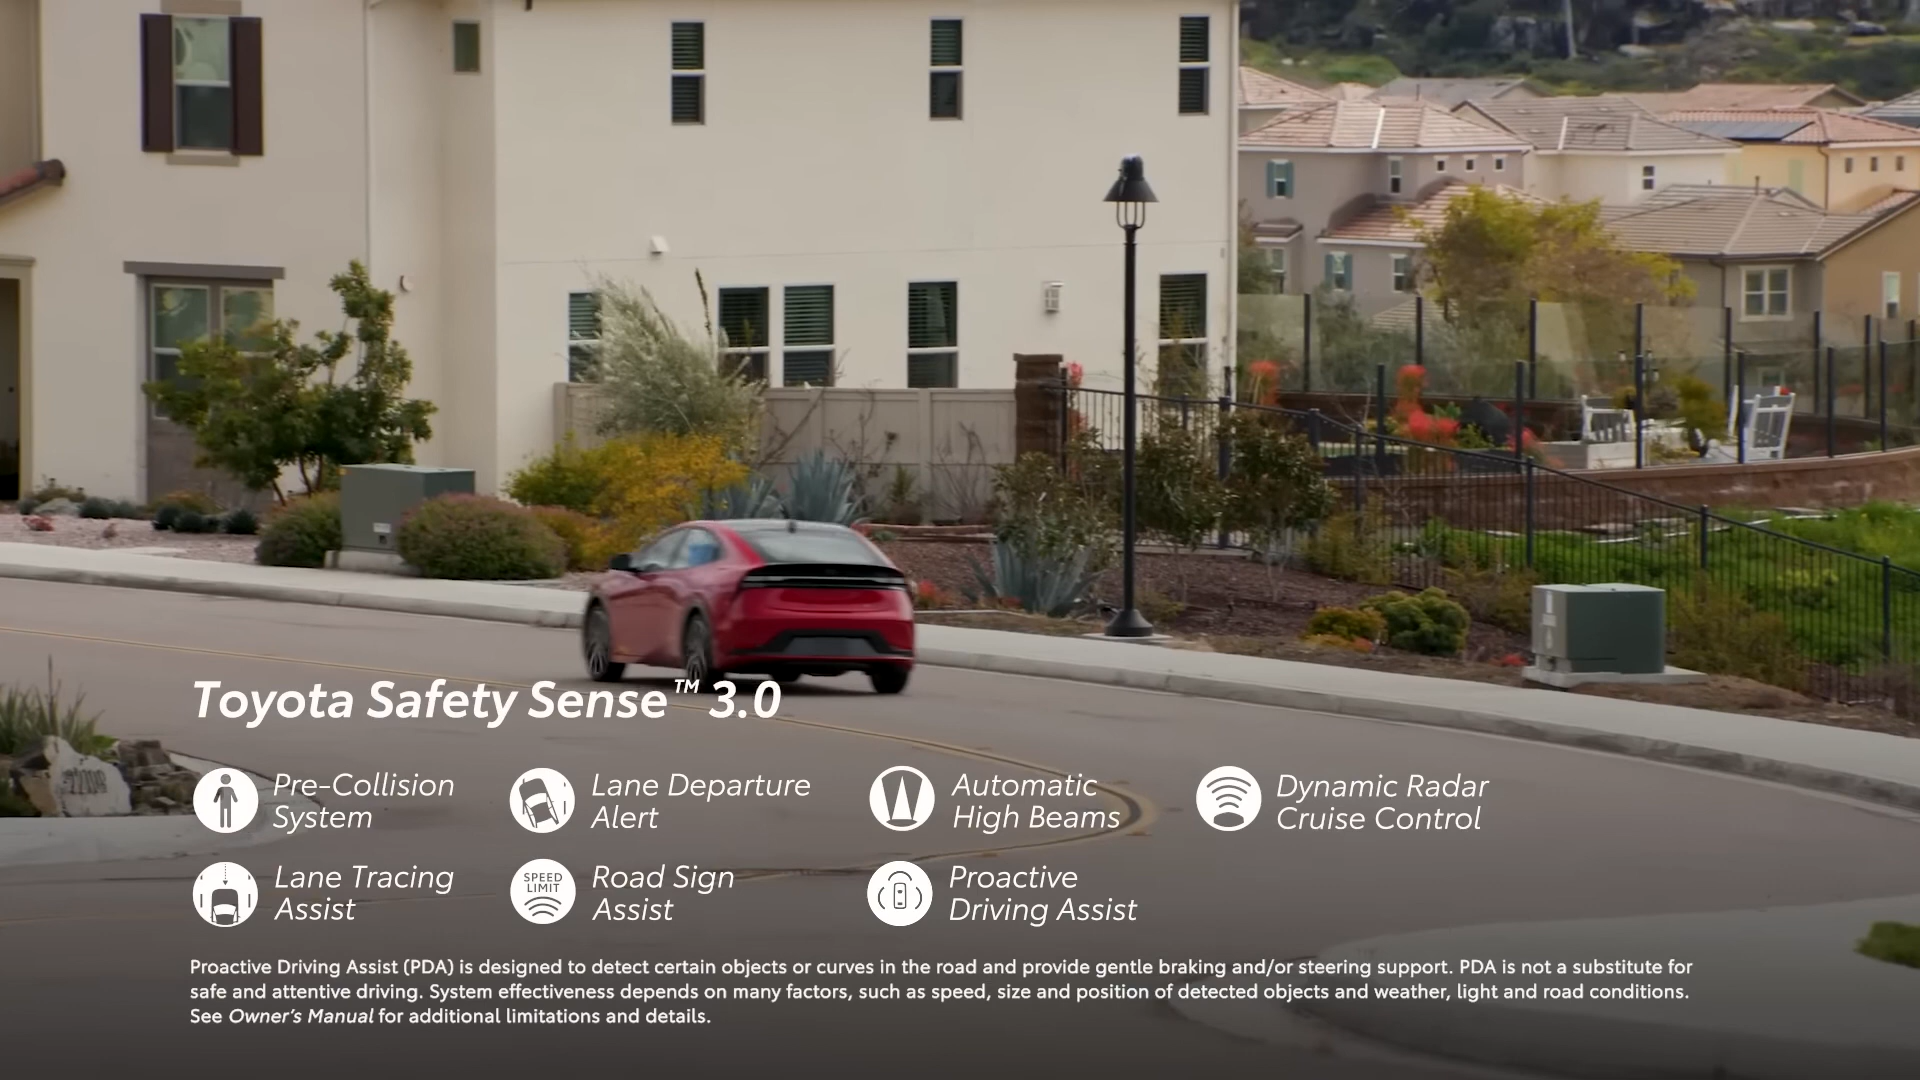 Toyota Safety Sense™ 3.0
Pre-Collision
System
Lane Departure
Alert
Automatic
High Beams
Dynamic Radar
Cruise Control
Lane Tracing
Assist
SPEED
LIMIT
Road Sign
Assist
Proactive
Driving Assist
Proactive Driving Assist (PDA) is designed to detect certain objects or curves in the road and provide gentle braking and/or steering support. PDA is not a substitute for
safe and attentive driving. System effectiveness depends on many factors, such as speed, size and position of detected objects and weather, light and road conditions.
See Owner's Manual for additional limitations and details.